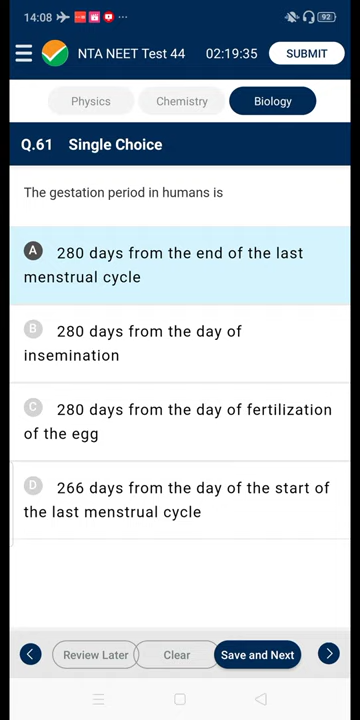 14:08
92
NTA NEET Test 44
02:19:35
SUBMIT
Physics
Chemistry
Biology
Q.61 Single Choice
The gestation period in humans is
A 280 days from the end of the last
menstrual cycle
B 280 days from the day of
insemination
C 280 days from the day of fertilization
of the egg
D 266 days from the day of the start of
the last menstrual cycle
Review Later
Clear
Save and Next